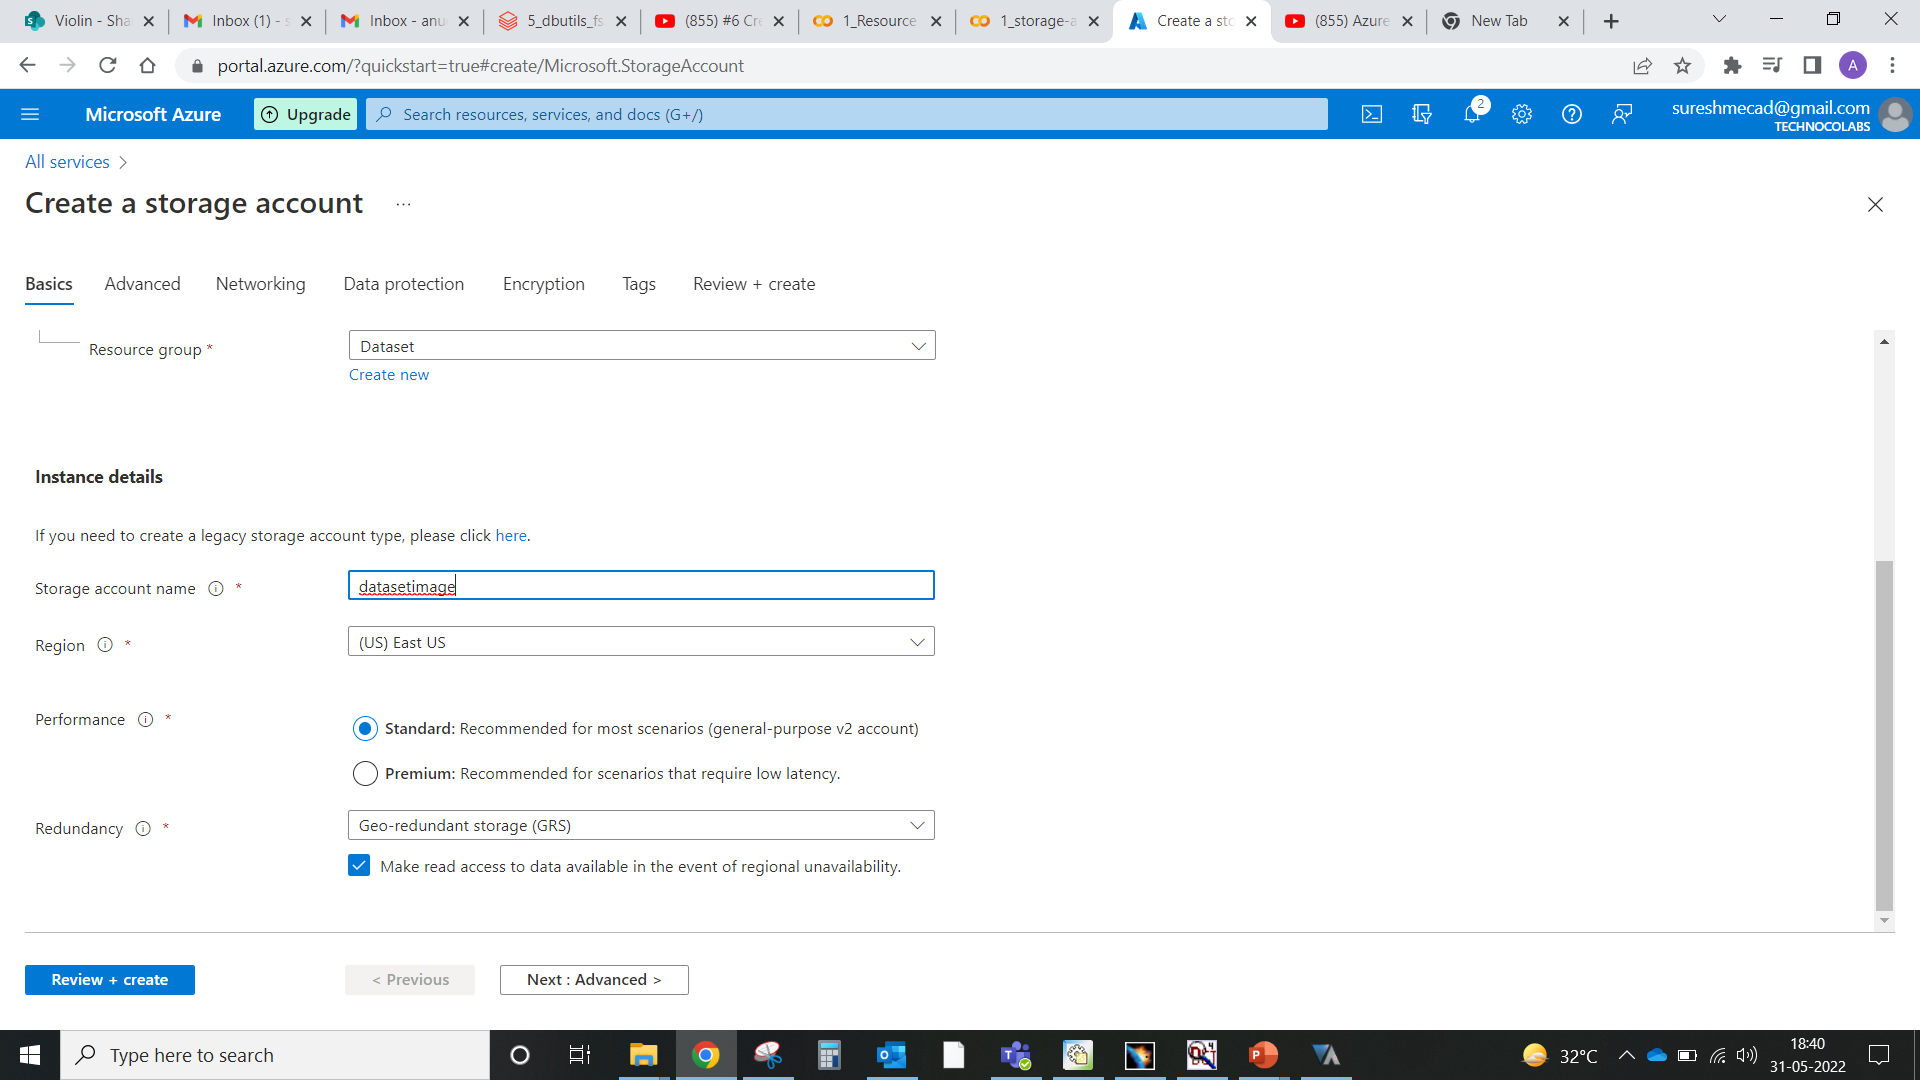 Violin - Sha
Inbox (1) - s
Inbox - anu
5_dbutils_fs
(855) #6 Cre
1_Resource
1_storage-a
Create a sto
(855) Azure
New Tab
portal.azure.com/?quickstart=true#create/Microsoft.StorageAccount
A
Microsoft Azure
Upgrade
Search resources, services, and docs (G+/)
2
sureshmecad@gmail.com
TECHNOCOLABS
All services >
Create a storage account ...
Basics Advanced Networking Data protection Encryption Tags Review + create
Resource group *
Dataset
Create new
Instance details
If you need to create a legacy storage account type, please click here.
Storage account name *
datasetimage
Region *
(US) East US
Performance *
Standard: Recommended for most scenarios (general-purpose v2 account)
Premium: Recommended for scenarios that require low latency.
Redundancy *
Geo-redundant storage (GRS)
Make read access to data available in the event of regional unavailability.
Review + create
< Previous
Next : Advanced >
Type here to search
32°C
18:40
31-05-2022